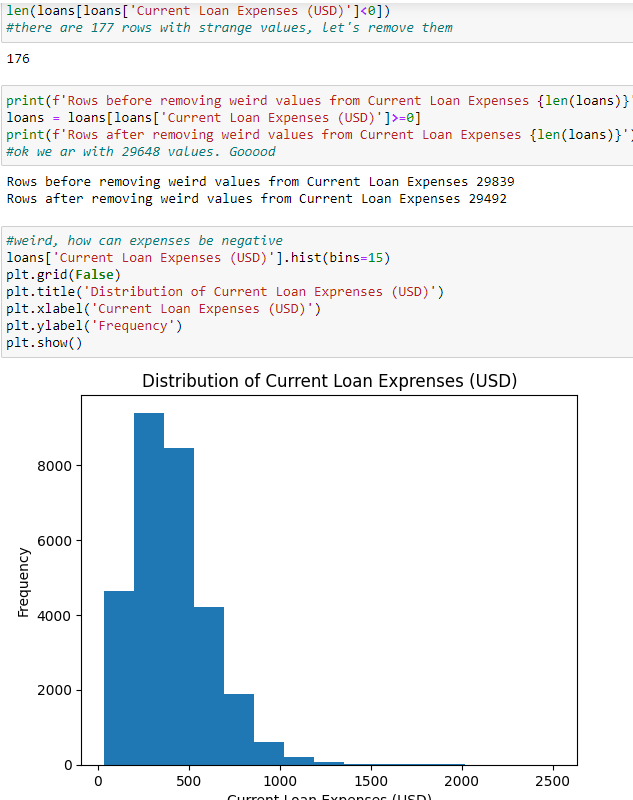 len(loans[loans['Current Loan Expenses (USD)']<0])
#there are 177 rows with strange values, let's remove them
176
print(f'Rows before removing weird values from Current Loan Expenses {len(loans)}'
loans = loans[loans['Current Loan Expenses (USD)']>=0]
print(f'Rows after removing weird values from Current Loan Expenses {len(loans)}')
#ok we ar with 29648 values. Gooood
Rows before removing weird values from Current Loan Expenses 29839
Rows after removing weird values from Current Loan Expenses 29492
#weird, how can expenses be negative
loans['Current Loan Expenses (USD)'].hist(bins=15)
plt.grid(False)
plt.title('Distribution of Current Loan Exprenses (USD)')
plt.xlabel('Current Loan Expenses (USD)')
plt.ylabel('Frequency')
plt.show()
Distribution of Current Loan Exprenses (USD)
8000
6000
4000
2000
0
Frequency
0 500 1000 1500 2000 2500
Current Loan Expenses (USD)